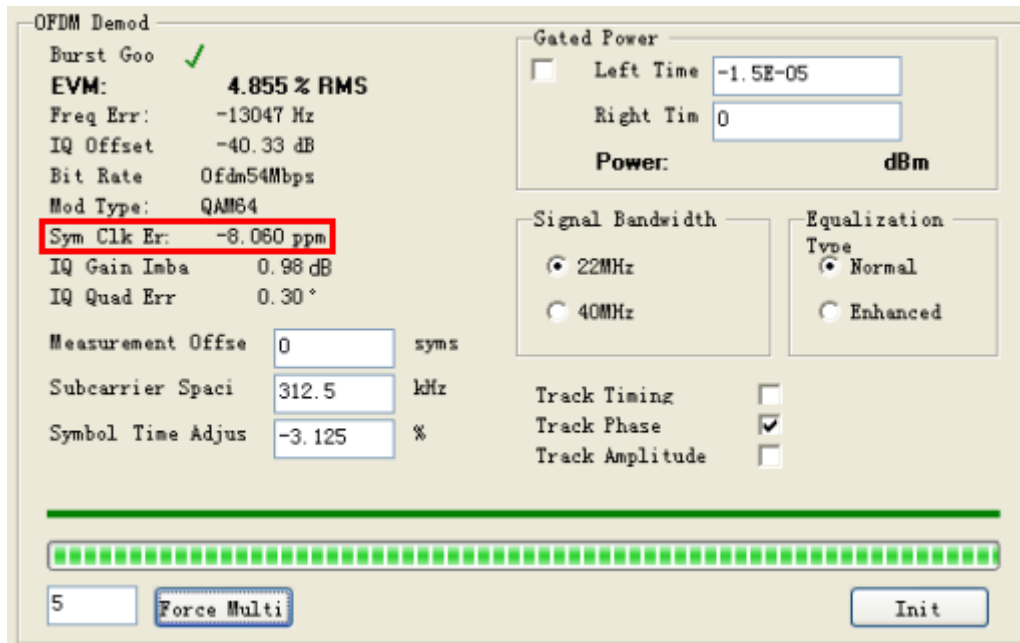 OFDM Demod
Burst Goo
EVM: 4.855 % RMS
Freq Err: -13047 Hz
IQ Offset -40.33 dB
Bit Rate Ofdm54Mbps
Mod Type: QAM64
Sym Clk Er: -8.060 ppm
IQ Gain Imba 0.98 dB
IQ Quad Err 0.30 °
Measurement Offse 0 syms
Subcarrier Spaci 312.5 kHz
Symbol Time Adjus -3.125 %
Gated Power
Left Time -1.5E-05
Right Tim 0
Power: dBm
Signal Bandwidth
22MHz
40MHz
Equalization
Type
Normal
Enhanced
Track Timing
Track Phase
Track Amplitude
5 Force Multi Init